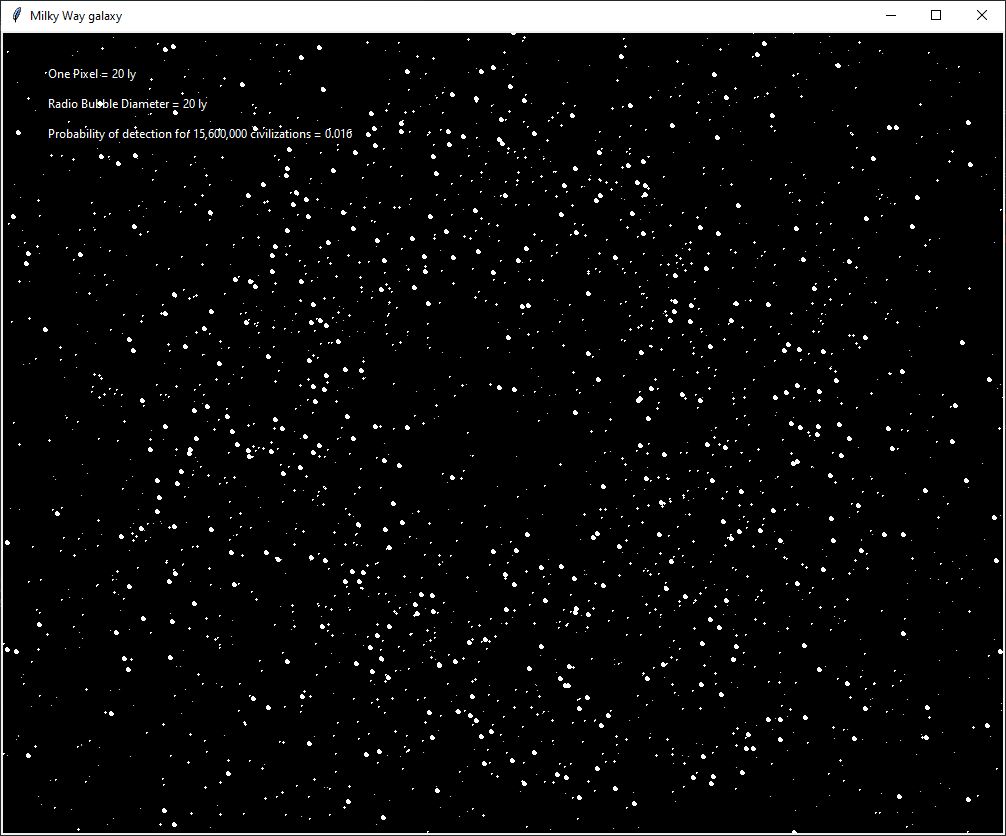 Milky Way galaxy
One Pixel = 20 ly
Radio Bubble Diameter = 20 ly
Probability of detection for 15,600,000 civilizations = 0.016